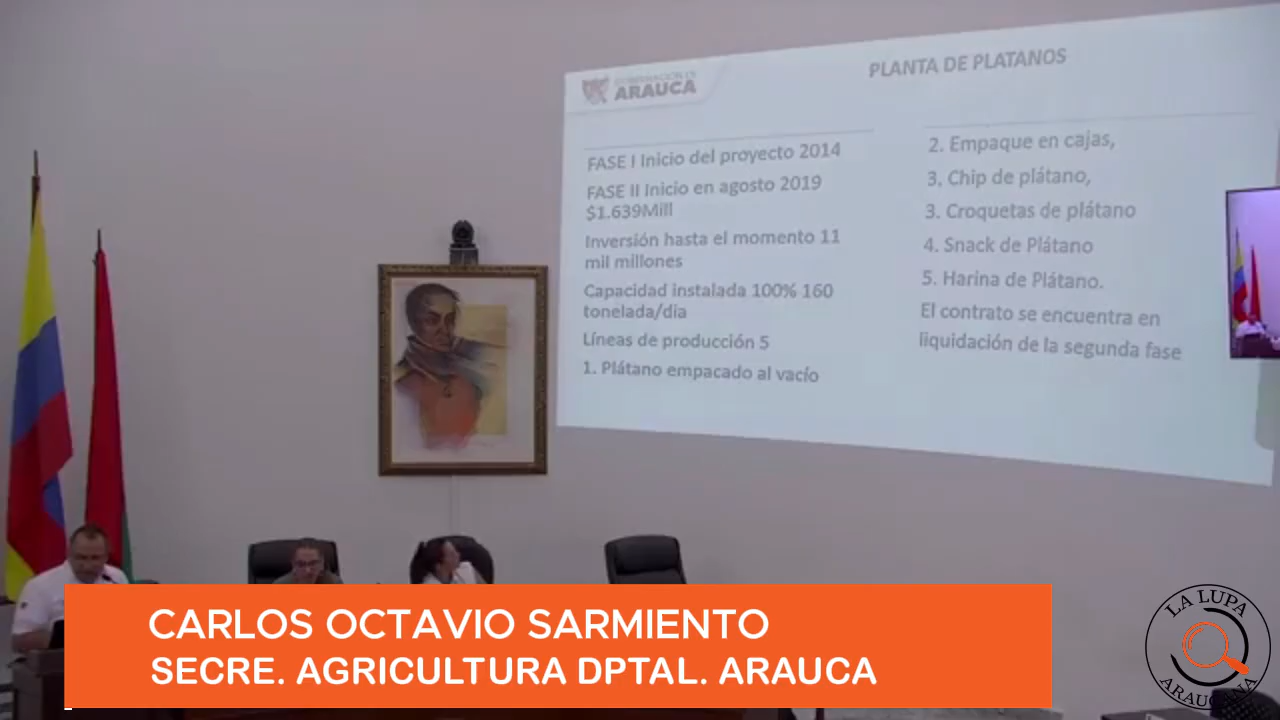 GOBERNACIÓN DE
ARAUCA
PLANTA DE PLATANOS
FASE I Inicio del proyecto 2014
FASE II Inicio en agosto 2019
$1.639Mill
Inversión hasta el momento 11
mil millones
Capacidad instalada 100% 160
tonelada/dia
Líneas de producción 5
1. Plátano empacado al vacío
2. Empaque en cajas,
3. Chip de plátano,
3. Croquetas de plátano
4. Snack de Plátano
5. Harina de Plátano.
El contrato se encuentra en
liquidación de la segunda fase
CARLOS OCTAVIO SARMIENTO
SECRE. AGRICULTURA DPTAL. ARAUCA
LA LUPA
ARAUCANA